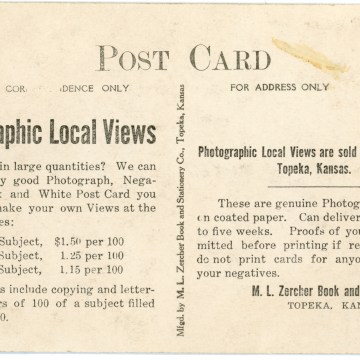 POST CARD
COR DENCE ONLY
FOR ADDRESS ONLY
aphic Local Views
in large quantities? We can
y good Photograph, Nega-
k and White Post Card you
make your own Views at the
es:
Subject, $1.50 per 100
Subject, 1.25 per 100
Subject, 1.15 per 100
s include copying and letter-
rs of 100 of a subject filled
0.
Mfgd. by M. L. Zercher Book and Stationery Co., Topeka, Kansas
Photographic Local Views are sold
Topeka, Kansas.
These are genuine Photog
on coated paper. Can deliver
to five weeks. Proofs of you
mitted before printing if re
do not print cards for anyo
your negatives.
M. L. Zercher Book and
TOPEKA, KAN